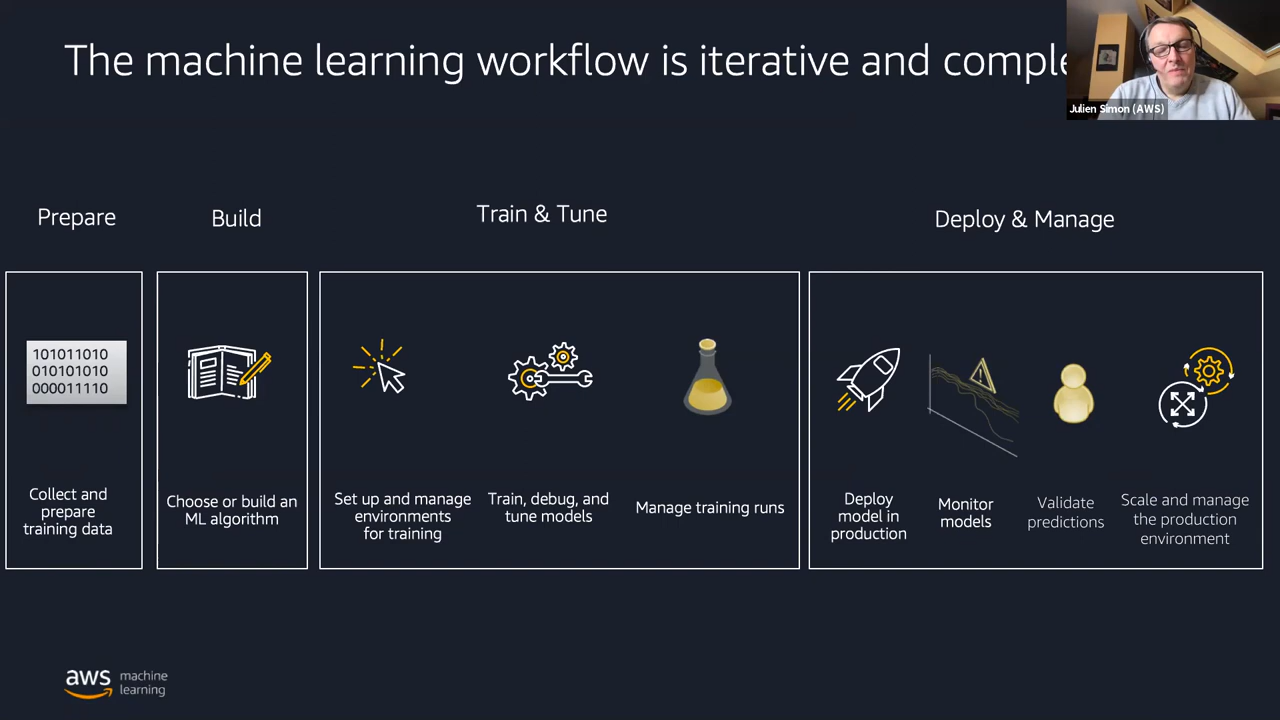 The machine learning workflow is iterative and comple
Julien Simon (AWS)
Prepare
Build
Train & Tune
Deploy & Manage
101011010
010101010
000011110
Collect and
prepare
training data
Choose or build an
ML algorithm
Set up and manage
environments
for training
Train, debug, and
tune models
Manage training runs
Deploy
model in
production
Monitor
models
Validate
predictions
Scale and manage
the production
environment
aws machine
learning